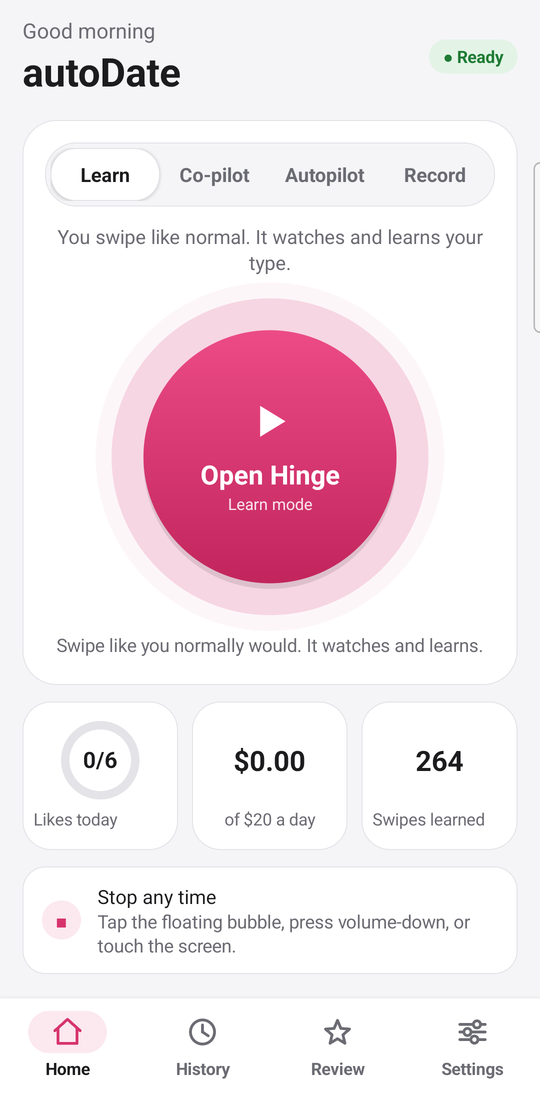 Good morning
autoDate
● Ready
Learn
Co-pilot
Autopilot
Record
You swipe like normal. It watches and learns your
type.
Open Hinge
Learn mode
Swipe like you normally would. It watches and learns.
0/6
Likes today
$0.00
of $20 a day
264
Swipes learned
Stop any time
Tap the floating bubble, press volume-down, or
touch the screen.
Home
History
Review
Settings